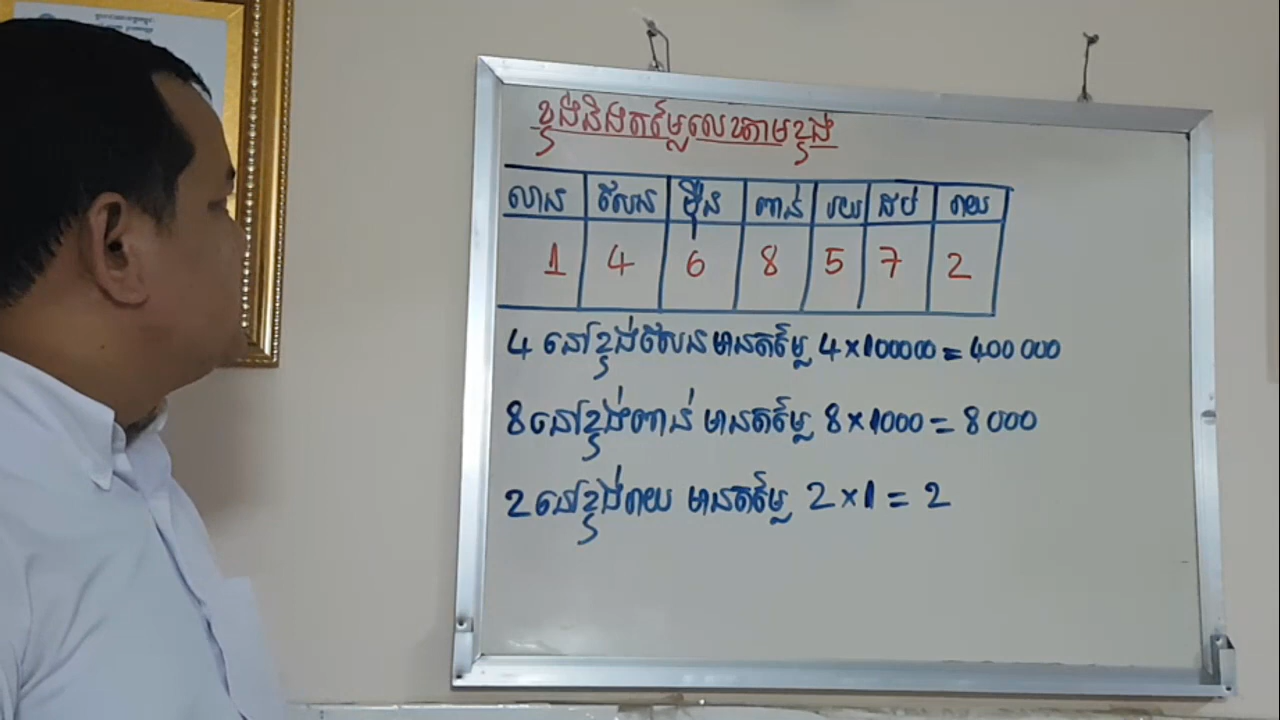 ខ្ទង់និងតម្លៃលេខតាមខ្ទង់
លាន សែន ម៉ឺន ពាន់ រយ ដប់ រាយ
1 4 6 8 5 7 2
4 នៅខ្ទង់សែនមានតម្លៃ 4×100000 = 400 000
8 នៅខ្ទង់ពាន់ មានតម្លៃ 8×1000 = 8 000
2 នៅខ្ទង់រាយ មានតម្លៃ 2×1 = 2